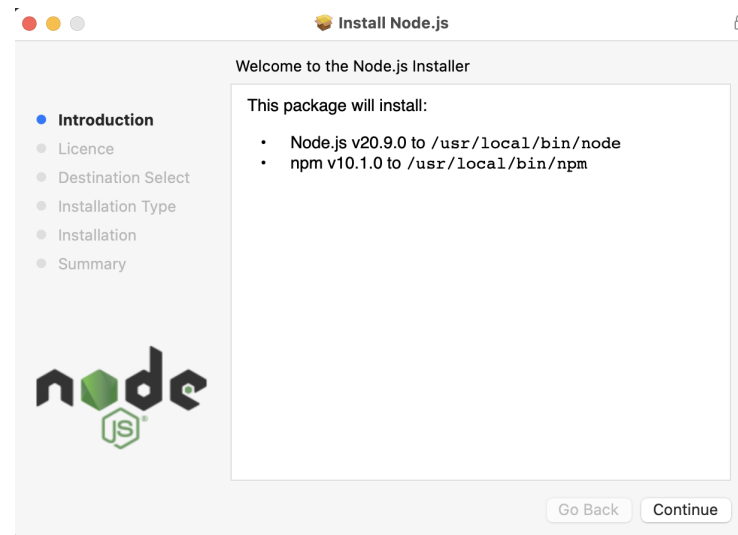 Install Node.js
Welcome to the Node.js Installer
Introduction
Licence
Destination Select
Installation Type
Installation
Summary
This package will install:
• Node.js v20.9.0 to /usr/local/bin/node
• npm v10.1.0 to /usr/local/bin/npm
node
JS®
Go Back
Continue